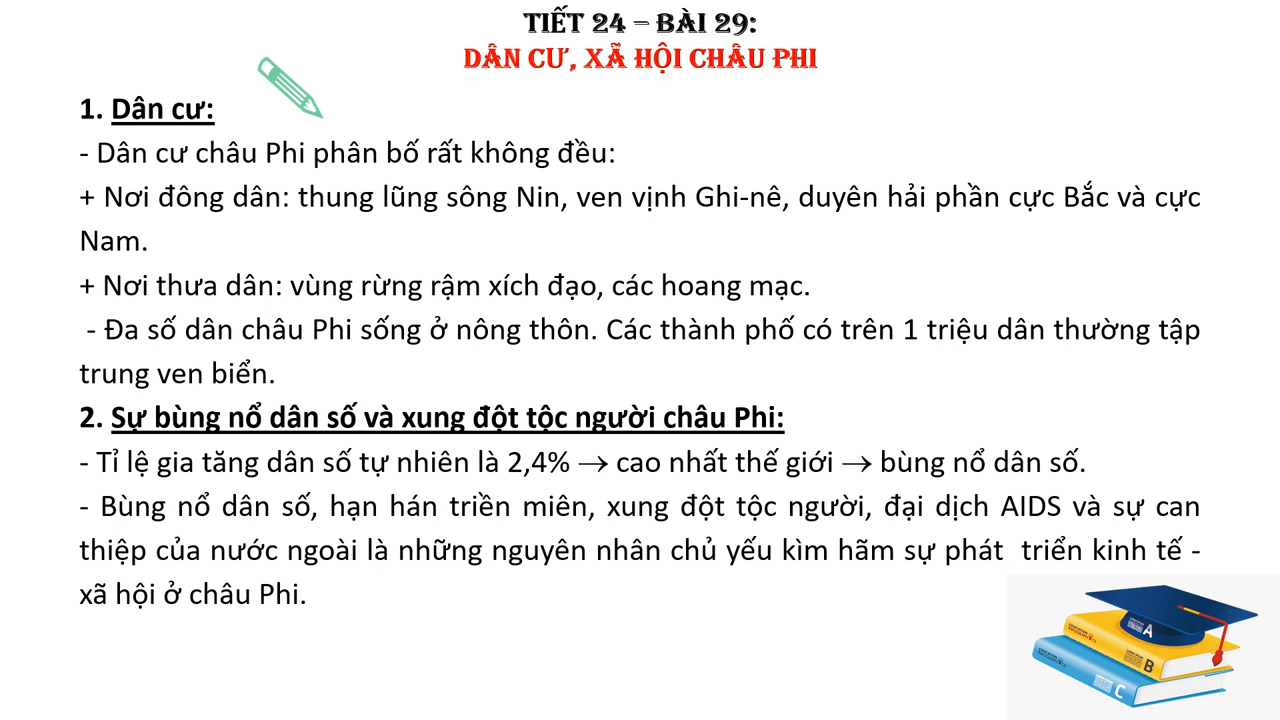 TIẾT 24 – BÀI 29:
DÂN CƯ, XÃ HỘI CHÂU PHI
1. Dân cư:
- Dân cư châu Phi phân bố rất không đều:
+ Nơi đông dân: thung lũng sông Nin, ven vịnh Ghi-nê, duyên hải phần cực Bắc và cực
Nam.
+ Nơi thưa dân: vùng rừng rậm xích đạo, các hoang mạc.
- Đa số dân châu Phi sống ở nông thôn. Các thành phố có trên 1 triệu dân thường tập
trung ven biển.
2. Sự bùng nổ dân số và xung đột tộc người châu Phi:
- Tỉ lệ gia tăng dân số tự nhiên là 2,4% → cao nhất thế giới → bùng nổ dân số.
- Bùng nổ dân số, hạn hán triền miên, xung đột tộc người, đại dịch AIDS và sự can
thiệp của nước ngoài là những nguyên nhân chủ yếu kìm hãm sự phát triển kinh tế -
xã hội ở châu Phi.
A
B
C